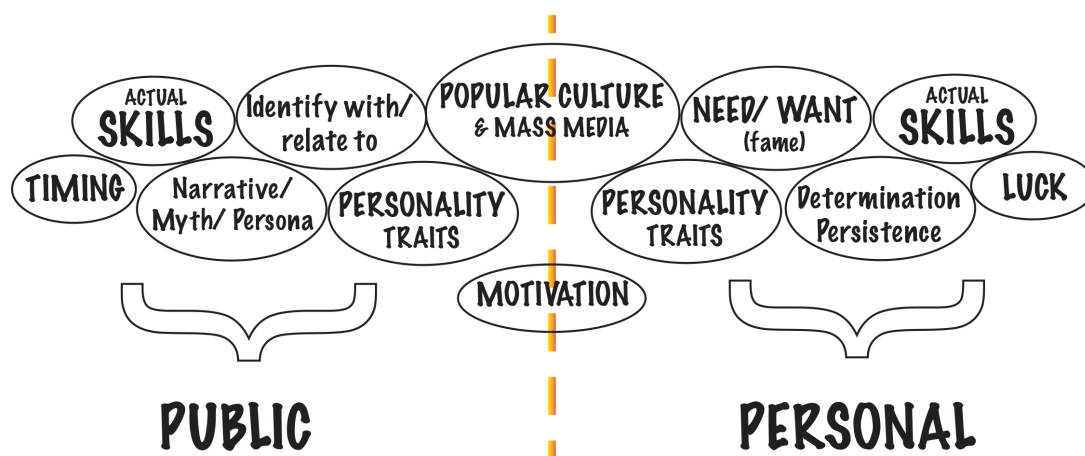 ACTUAL
SKILLS
Identify with/
relate to
POPULAR CULTURE
& MASS MEDIA
NEED/ WANT
(fame)
ACTUAL
SKILLS
TIMING
Narrative/
Myth/ Persona
PERSONALITY
TRAITS
PERSONALITY
TRAITS
Determination
Persistence
LUCK
MOTIVATION
PUBLIC
PERSONAL